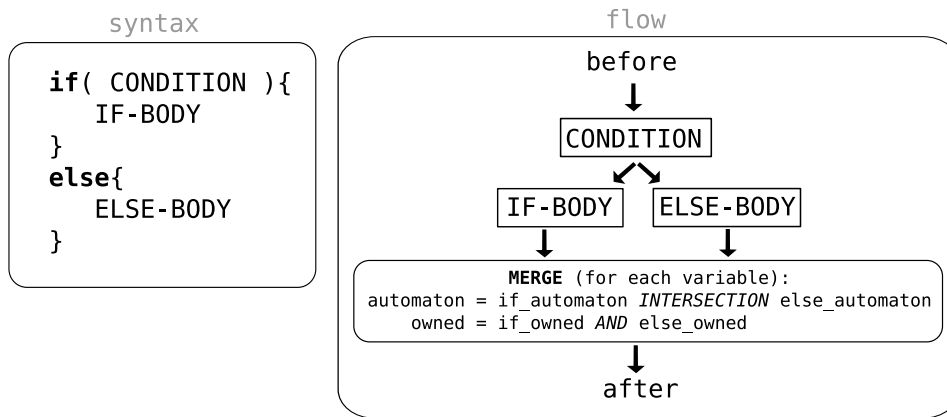 syntax
if( CONDITION ){
IF-BODY
}
else{
ELSE-BODY
}
flow
before
CONDITION
IF-BODY
ELSE-BODY
MERGE (for each variable):
automaton = if_automaton INTERSECTION else_automaton
owned = if_owned AND else_owned
after